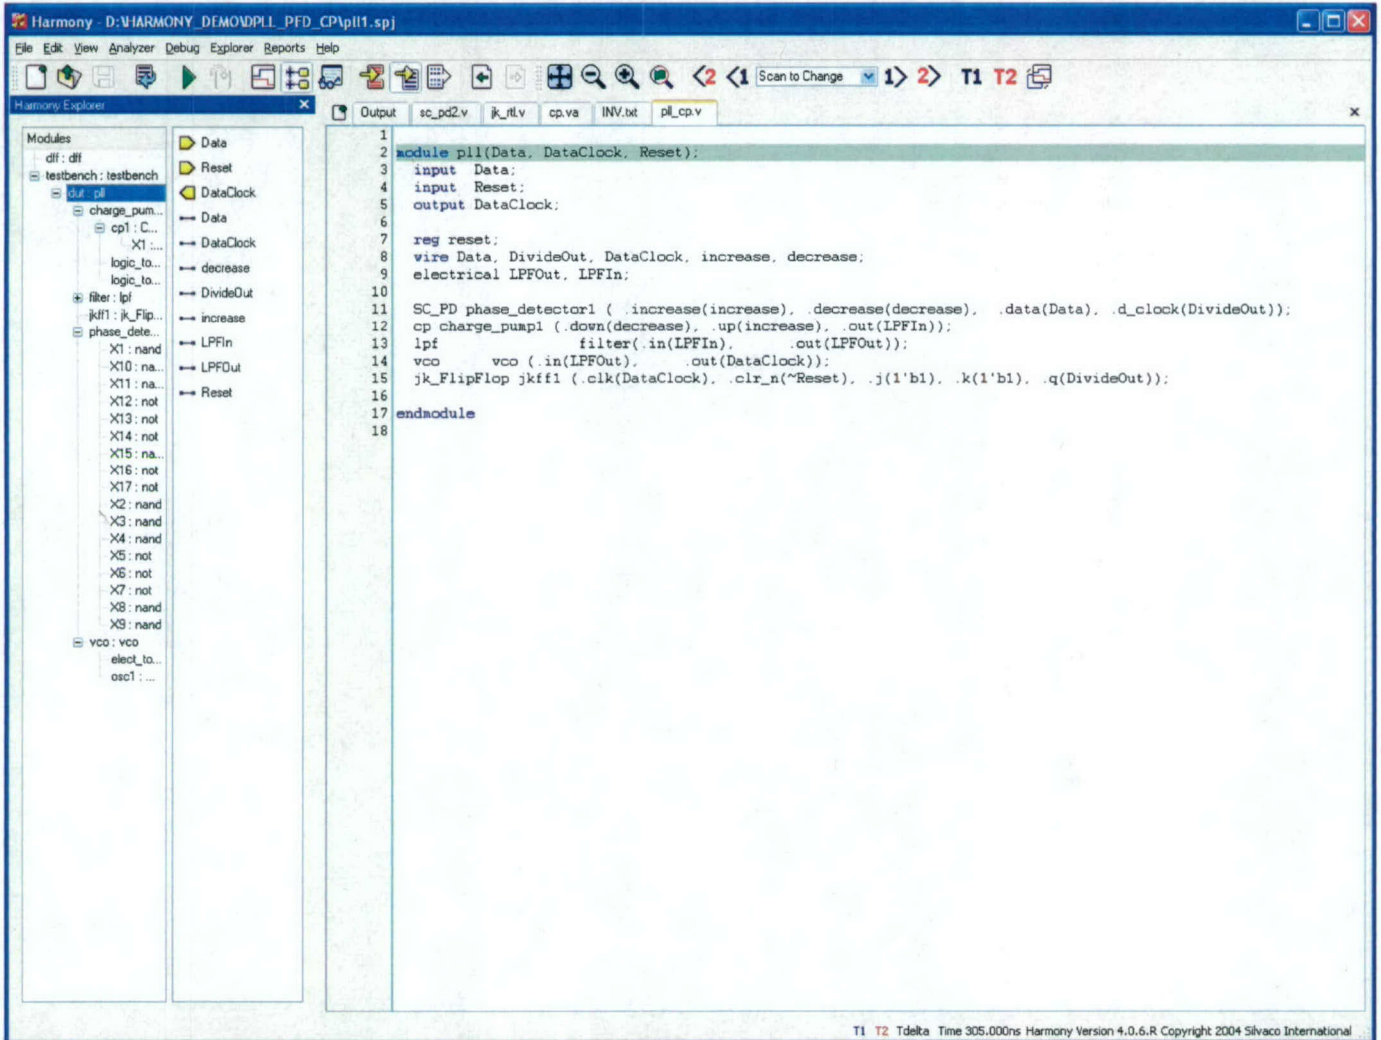 Harmony - D:\HARMONY_DEMO\DPLL_PFD_CP\pll1.spj
File Edit View Analyzer Debug Explorer Reports Help
<2 <1 Scan to Change 1> 2> T1 T2
Harmony Explorer
Output sc_pd2.v jk_rtl.v cp.va INV.txt pll_cp.v
Modules
dff : dff
testbench : testbench
dut : pll
charge_pum...
cp1 : C...
X1 :...
logic_to...
logic_to...
filter : lpf
jkff1 : jk_Flip...
phase_dete...
X1 : nand
X10 : na...
X11 : na...
X12 : not
X13 : not
X14 : not
X15 : na...
X16 : not
X17 : not
X2 : nand
X3 : nand
X4 : nand
X5 : not
X6 : not
X7 : not
X8 : nand
X9 : nand
vco : vco
elect_to...
osc1 : ...
Data
Reset
DataClock
Data
DataClock
decrease
DivideOut
increase
LPFIn
LPFOut
Reset
1
2 module pll(Data, DataClock, Reset);
3 input Data;
4 input Reset;
5 output DataClock;
6
7 reg reset;
8 wire Data, DivideOut, DataClock, increase, decrease;
9 electrical LPFOut, LPFIn;
10
11 SC_PD phase_detector1 ( .increase(increase), .decrease(decrease), .data(Data), .d_clock(DivideOut));
12 cp charge_pump1 (.down(decrease), .up(increase), .out(LPFIn));
13 lpf filter(.in(LPFIn), .out(LPFOut));
14 vco vco (.in(LPFOut), .out(DataClock));
15 jk_FlipFlop jkff1 (.clk(DataClock), .clr_n(~Reset), .j(1'b1), .k(1'b1), .q(DivideOut));
16
17 endmodule
18
T1 T2 Tdelta Time 305.000ns Harmony Version 4.0.6.R Copyright 2004 Silvaco International